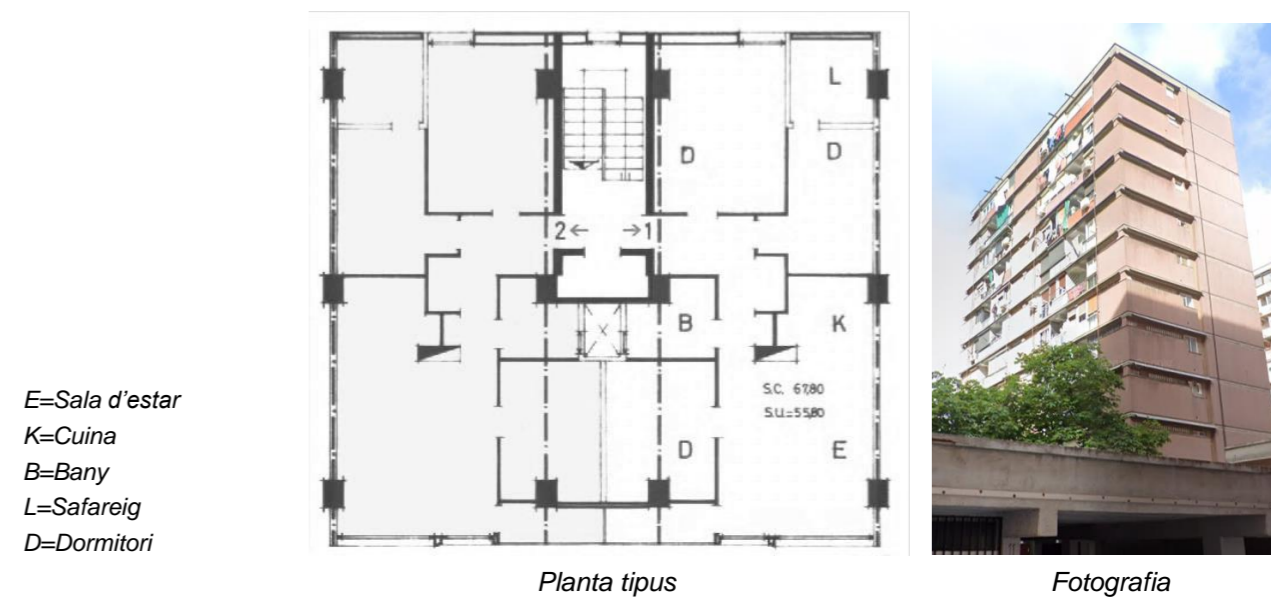 L
D
D
2← →1
B
K
S.C. 67,80
S.U.=55,80
D
E
E=Sala d'estar
K=Cuina
B=Bany
L=Safareig
D=Dormitori
Planta tipus
Fotografia